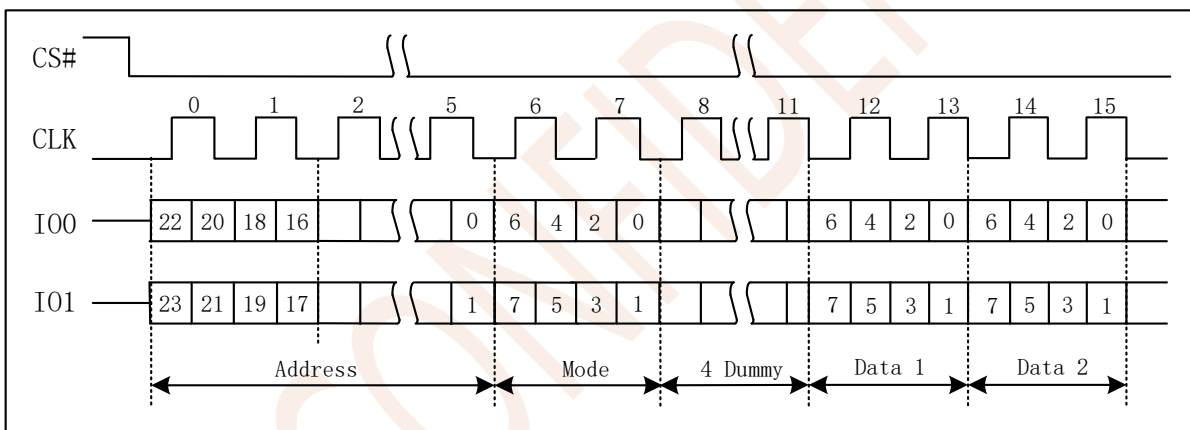 CS#
0 1 2 5 6 7 8 11 12 13 14 15
CLK
IO0 22 20 18 16 0 6 4 2 0 6 4 2 0 6 4 2 0
IO1 23 21 19 17 1 7 5 3 1 7 5 3 1 7 5 3 1
Address Mode 4 Dummy Data 1 Data 2